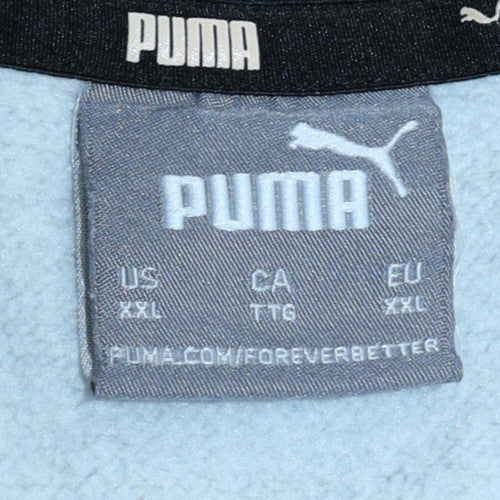 PUMA
PUMA
US CA EU
XXL TTG XXL
PUMA.COM/FOREVERBETTER